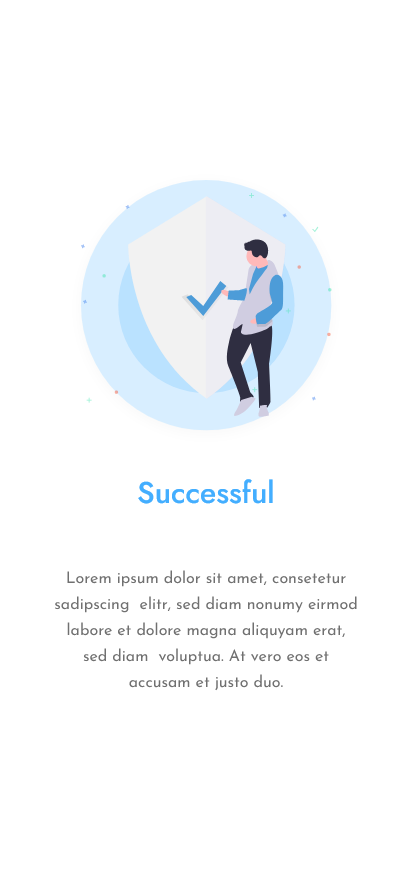 Successful
Lorem ipsum dolor sit amet, consetetur
sadipscing  elitr, sed diam nonumy eirmod
labore et dolore magna aliquyam erat,
sed diam  voluptua. At vero eos et
accusam et justo duo.